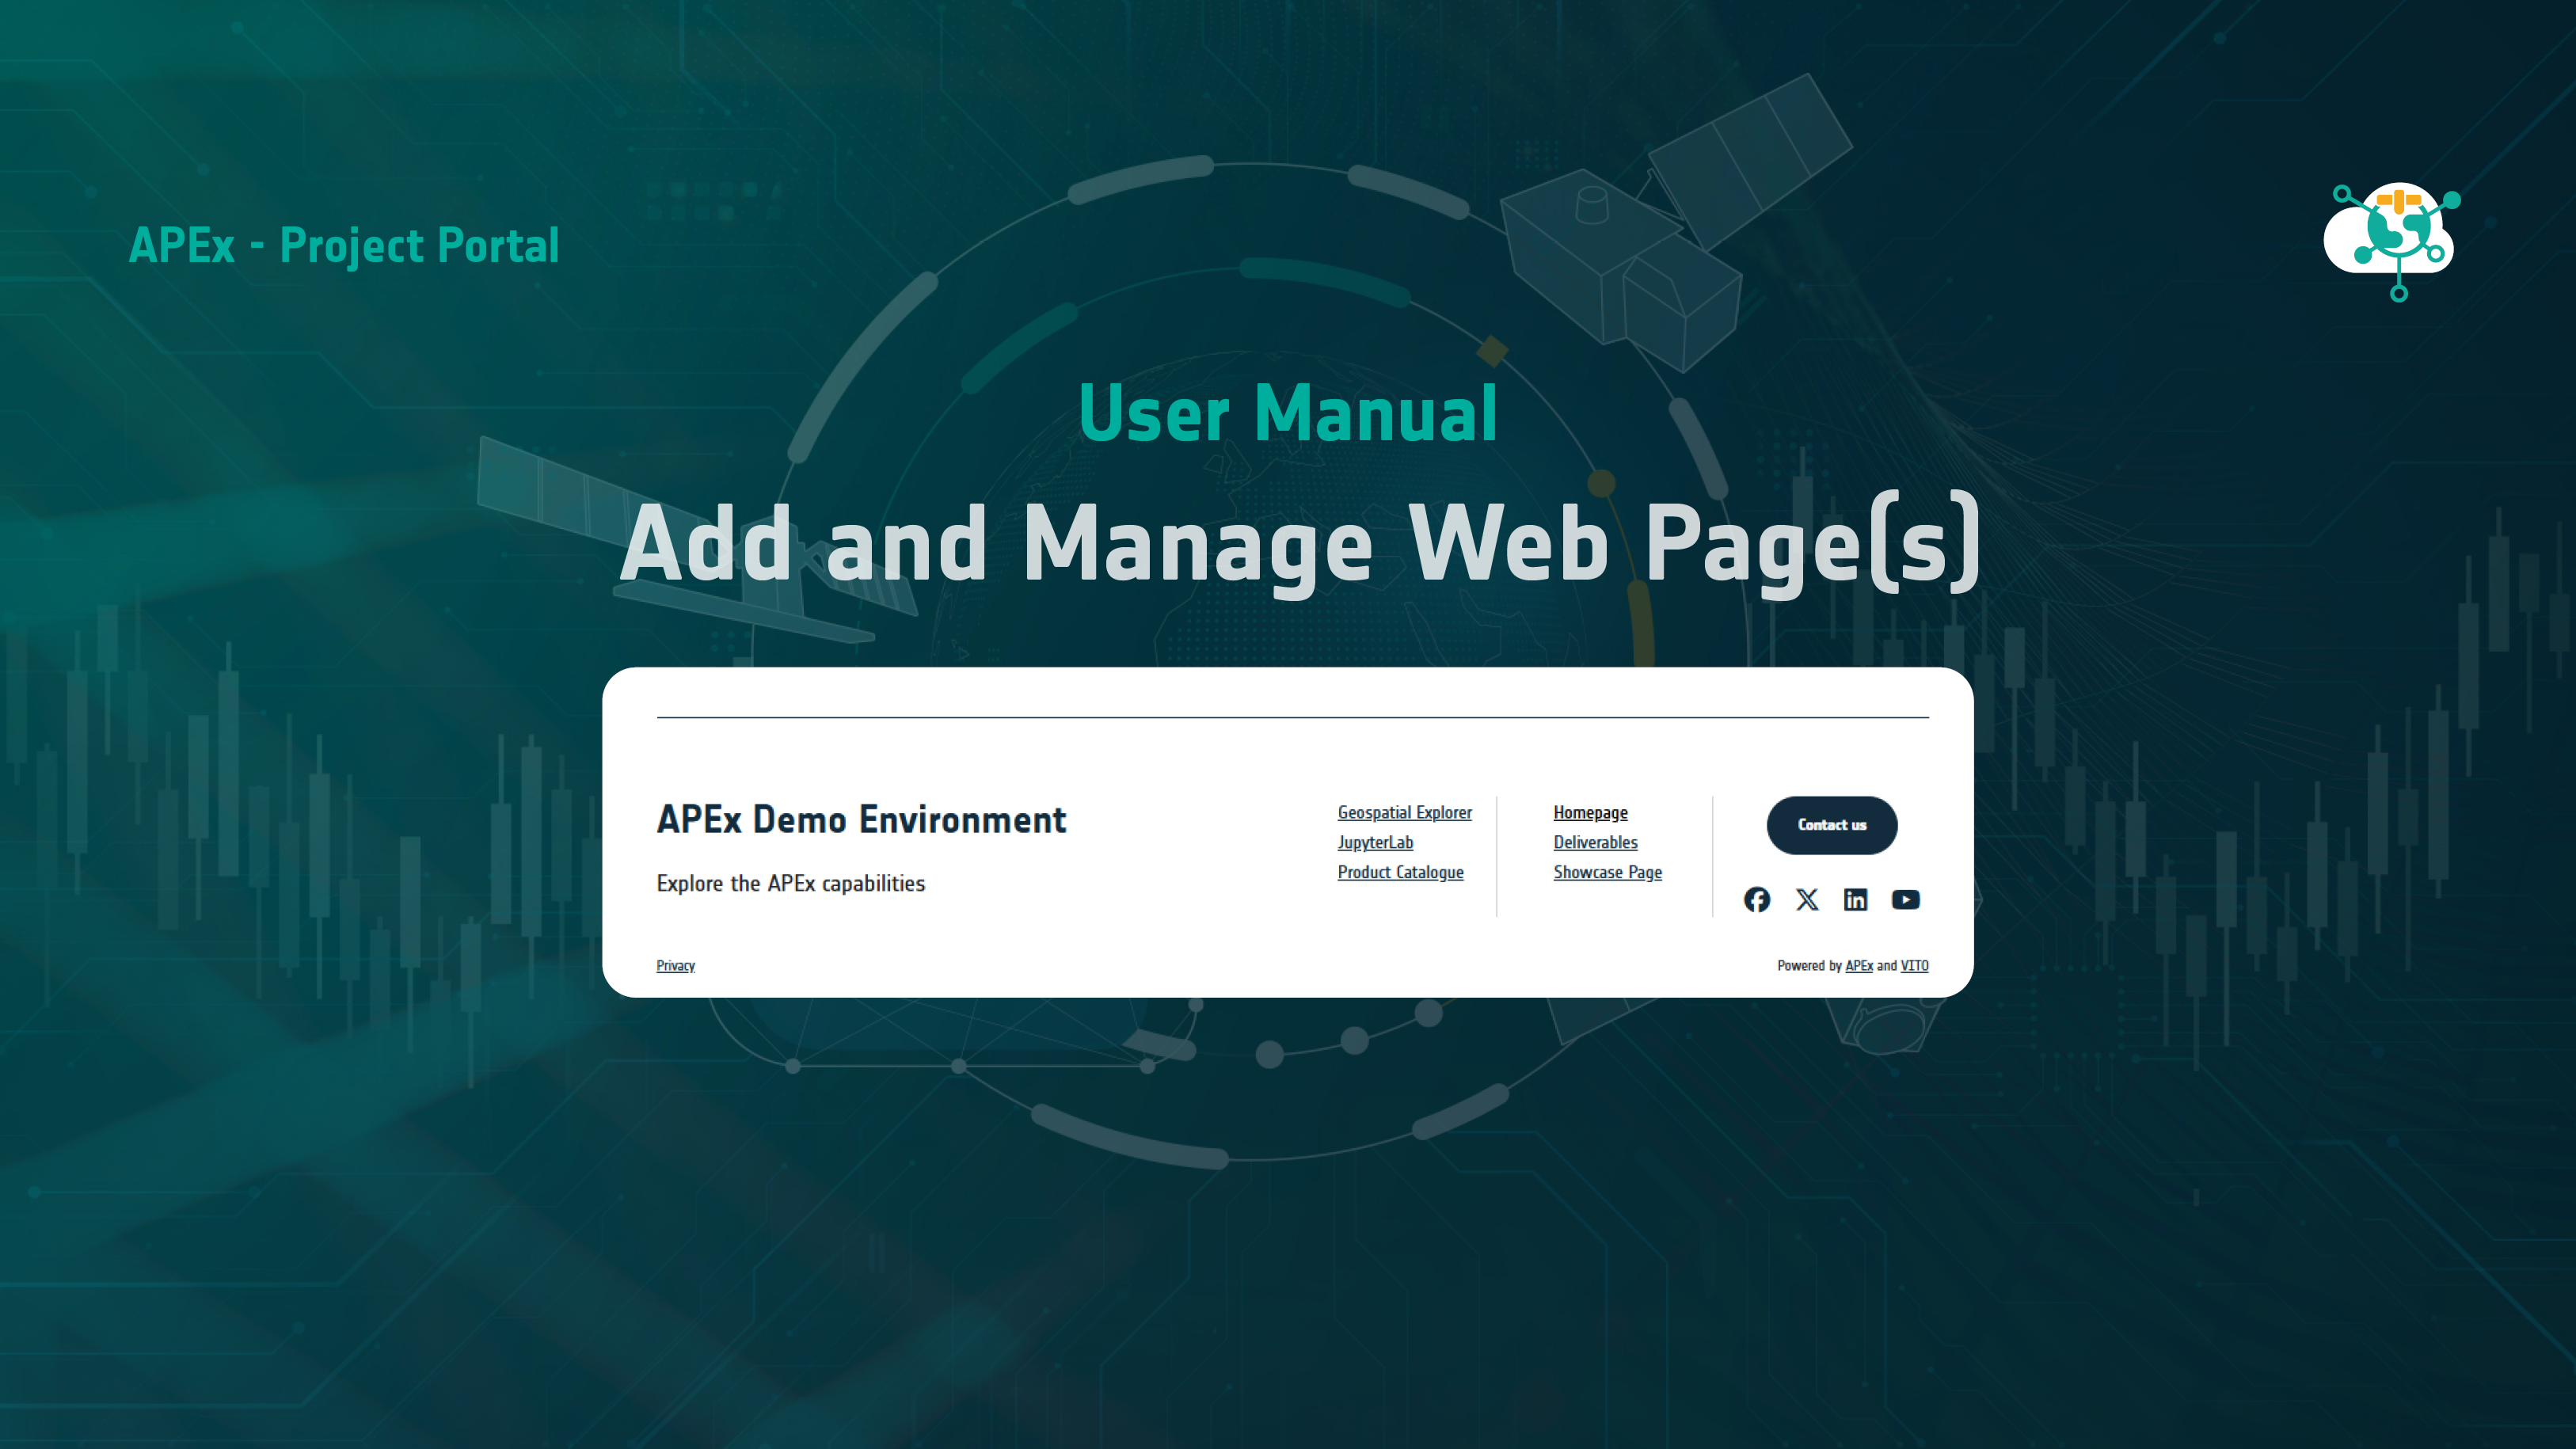 APEx - Project Portal
User Manual
Add and Manage Web Page(s)
APEx Demo Environment
Explore the APEx capabilities
Geospatial Explorer
JupyterLab
Product Catalogue
Homepage
Deliverables
Showcase Page
Contact us
Privacy
Powered by APEx and VITO